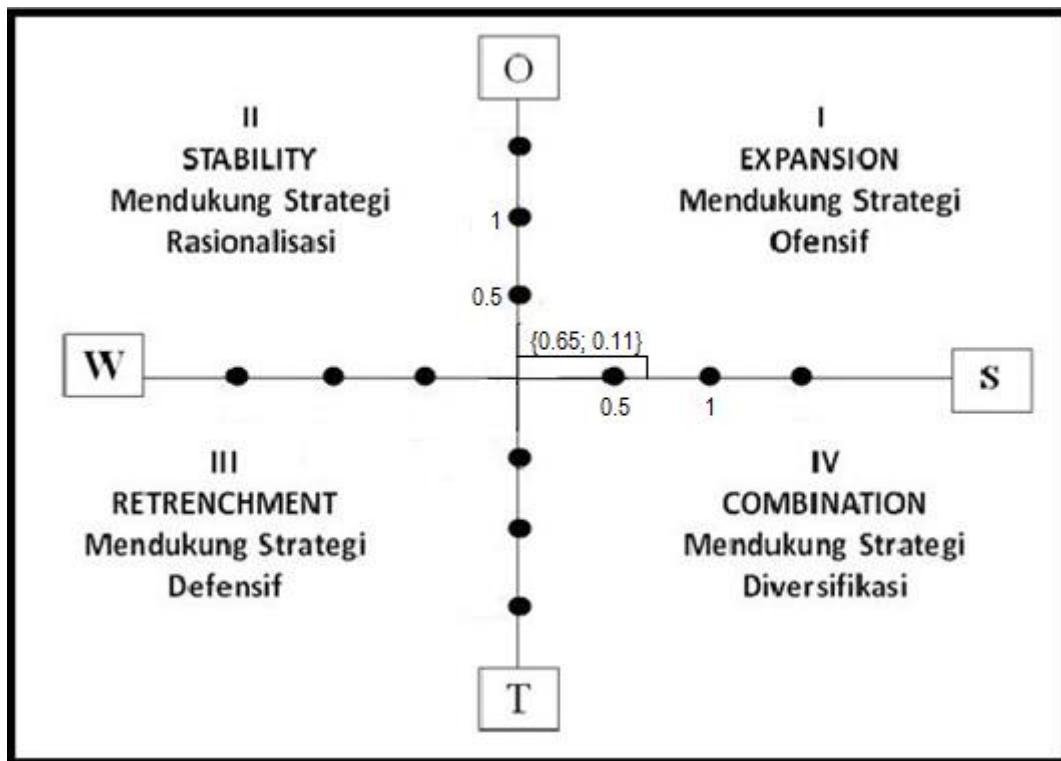 O
II
STABILITY
Mendukung Strategi
Rasionalisasi
I
EXPANSION
Mendukung Strategi
Ofensif
1
0.5
{0.65; 0.11}
W
S
0.5
1
III
RETRENCHMENT
Mendukung Strategi
Defensif
IV
COMBINATION
Mendukung Strategi
Diversifikasi
T